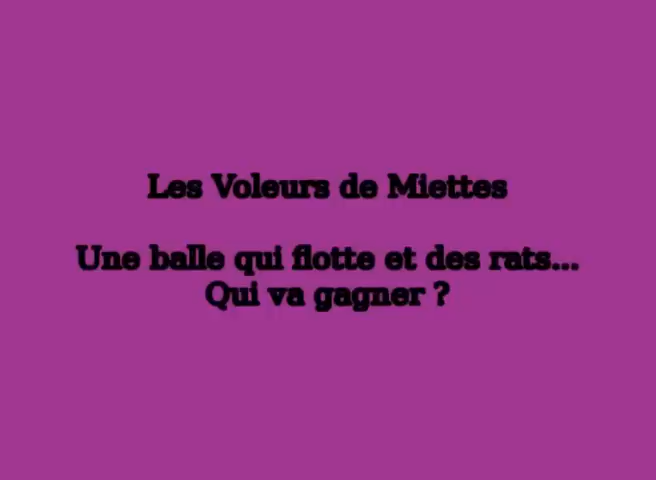 Les Voleurs de Miettes
Une balle qui flotte et des rats...
Qui va gagner ?